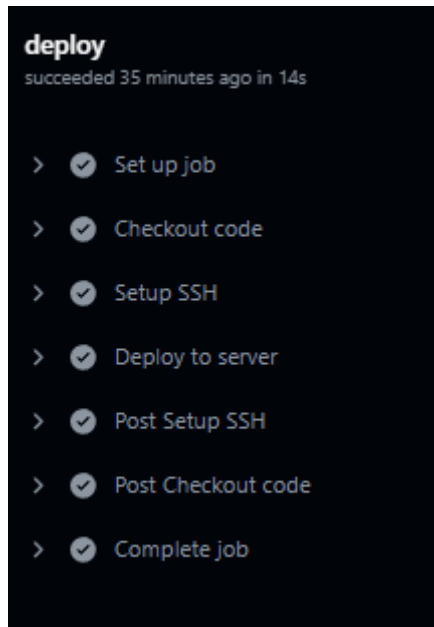 deploy
succeeded 35 minutes ago in 14s
Set up job
Checkout code
Setup SSH
Deploy to server
Post Setup SSH
Post Checkout code
Complete job